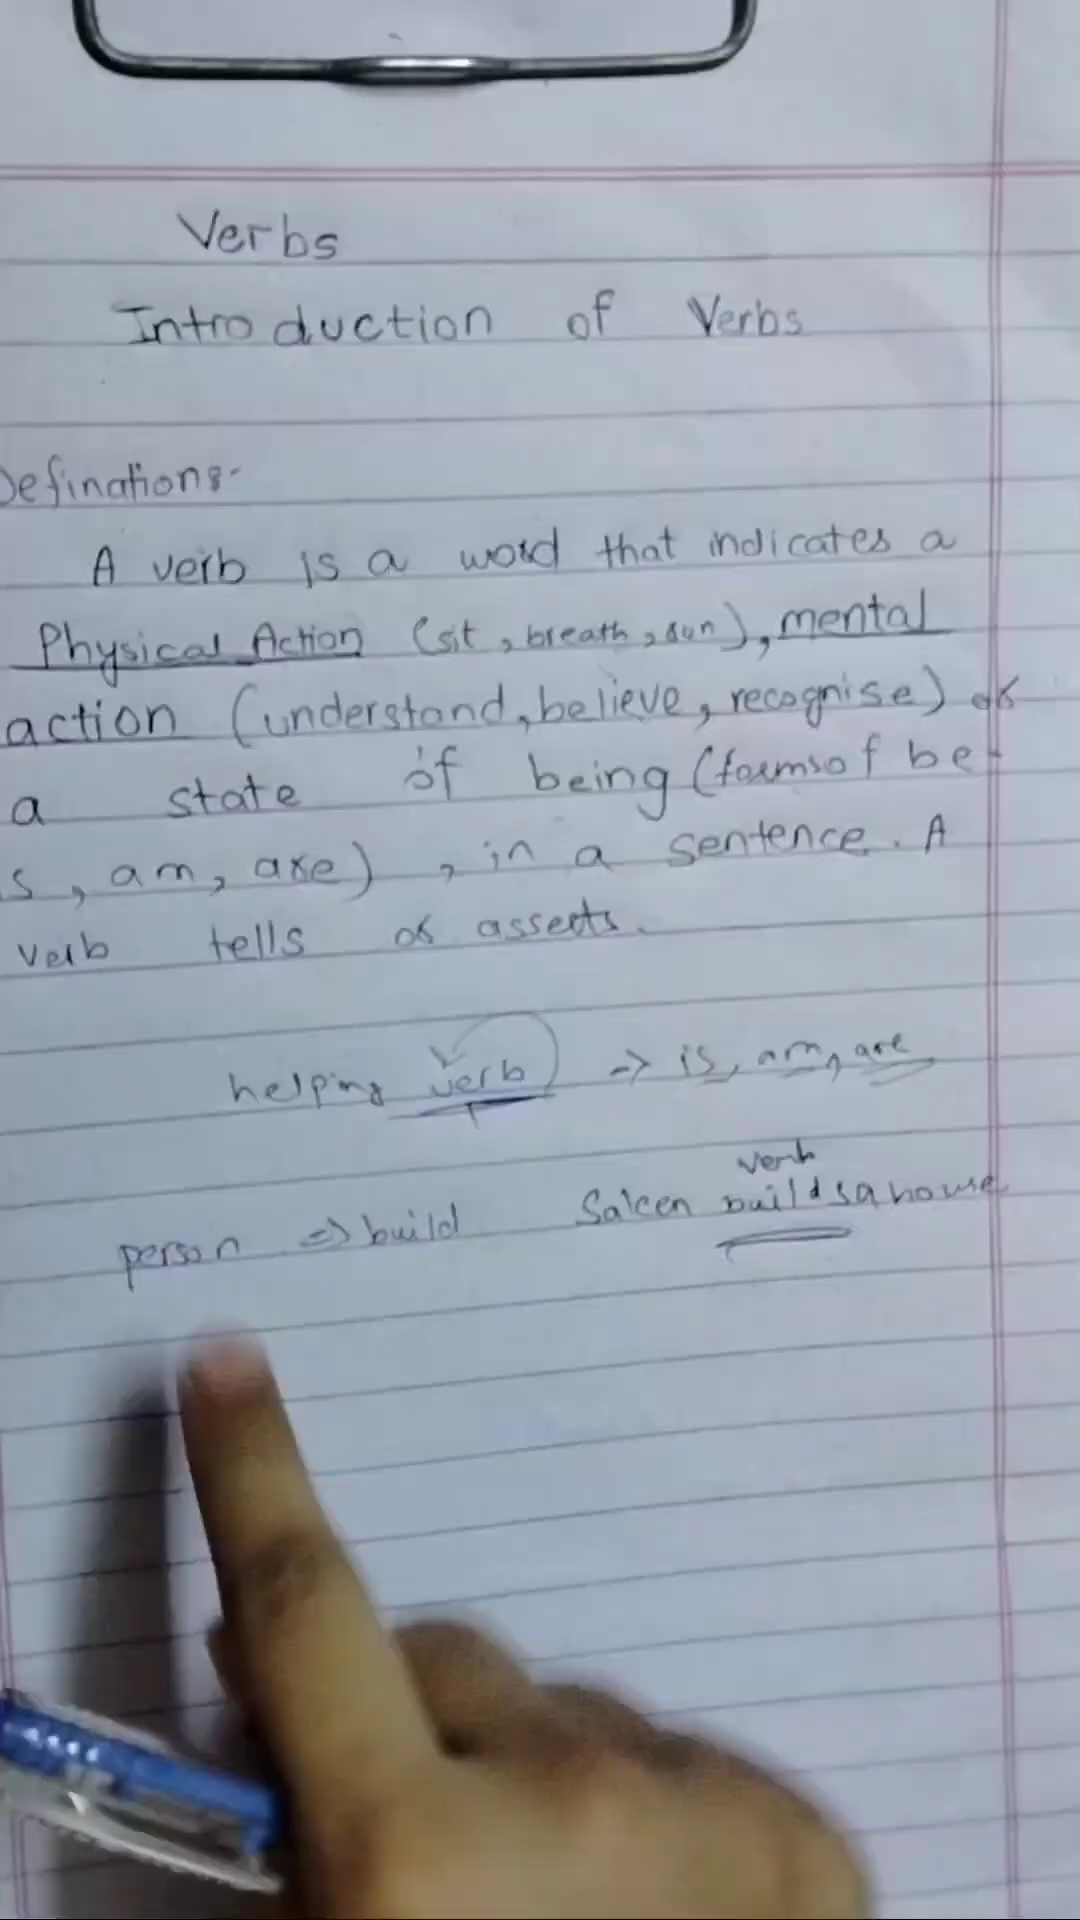 Verbs
Introduction of Verbs
Definations:-
A verb is a word that indicates a
Physical Action (sit, breath, run), mental
action (understand, believe, recognise) or
a state of being (forms of be-
s, am, are), in a sentence. A
verb tells or asserts.
helping verb -> is, am, are
verb
person => build Saleen builds a house